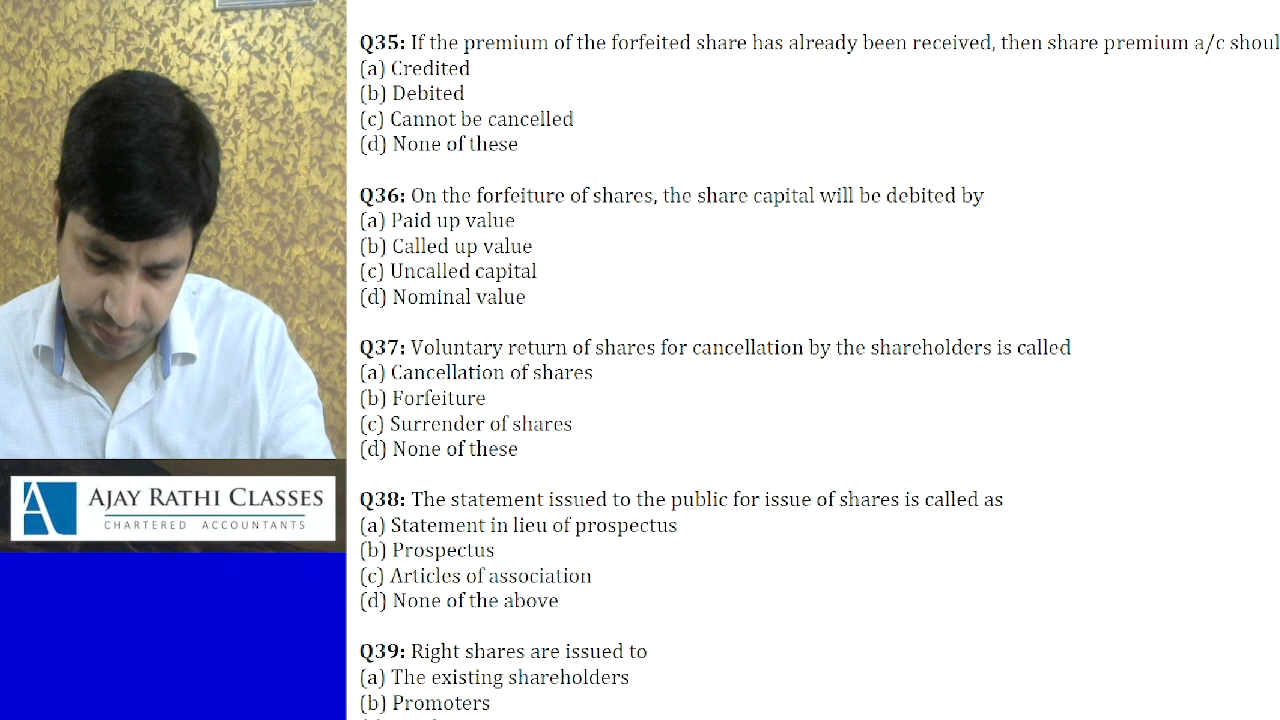 Q35: If the premium of the forfeited share has already been received, then share premium a/c
(a) Credited
(b) Debited
(c) Cannot be cancelled
(d) None of these
Q36: On the forfeiture of shares, the share capital will be debited by
(a) Paid up value
(b) Called up value
(c) Uncalled capital
(d) Nominal value
Q37: Voluntary return of shares for cancellation by the shareholders is called
(a) Cancellation of shares
(b) Forfeiture
(c) Surrender of shares
(d) None of these
Q38: The statement issued to the public for issue of shares is called as
(a) Statement in lieu of prospectus
(b) Prospectus
(c) Articles of association
(d) None of the above
Q39: Right shares are issued to
(a) The existing shareholders
(b) Promoters
A
AJAY RATHI CLASSES
CHARTERED ACCOUNTANTS